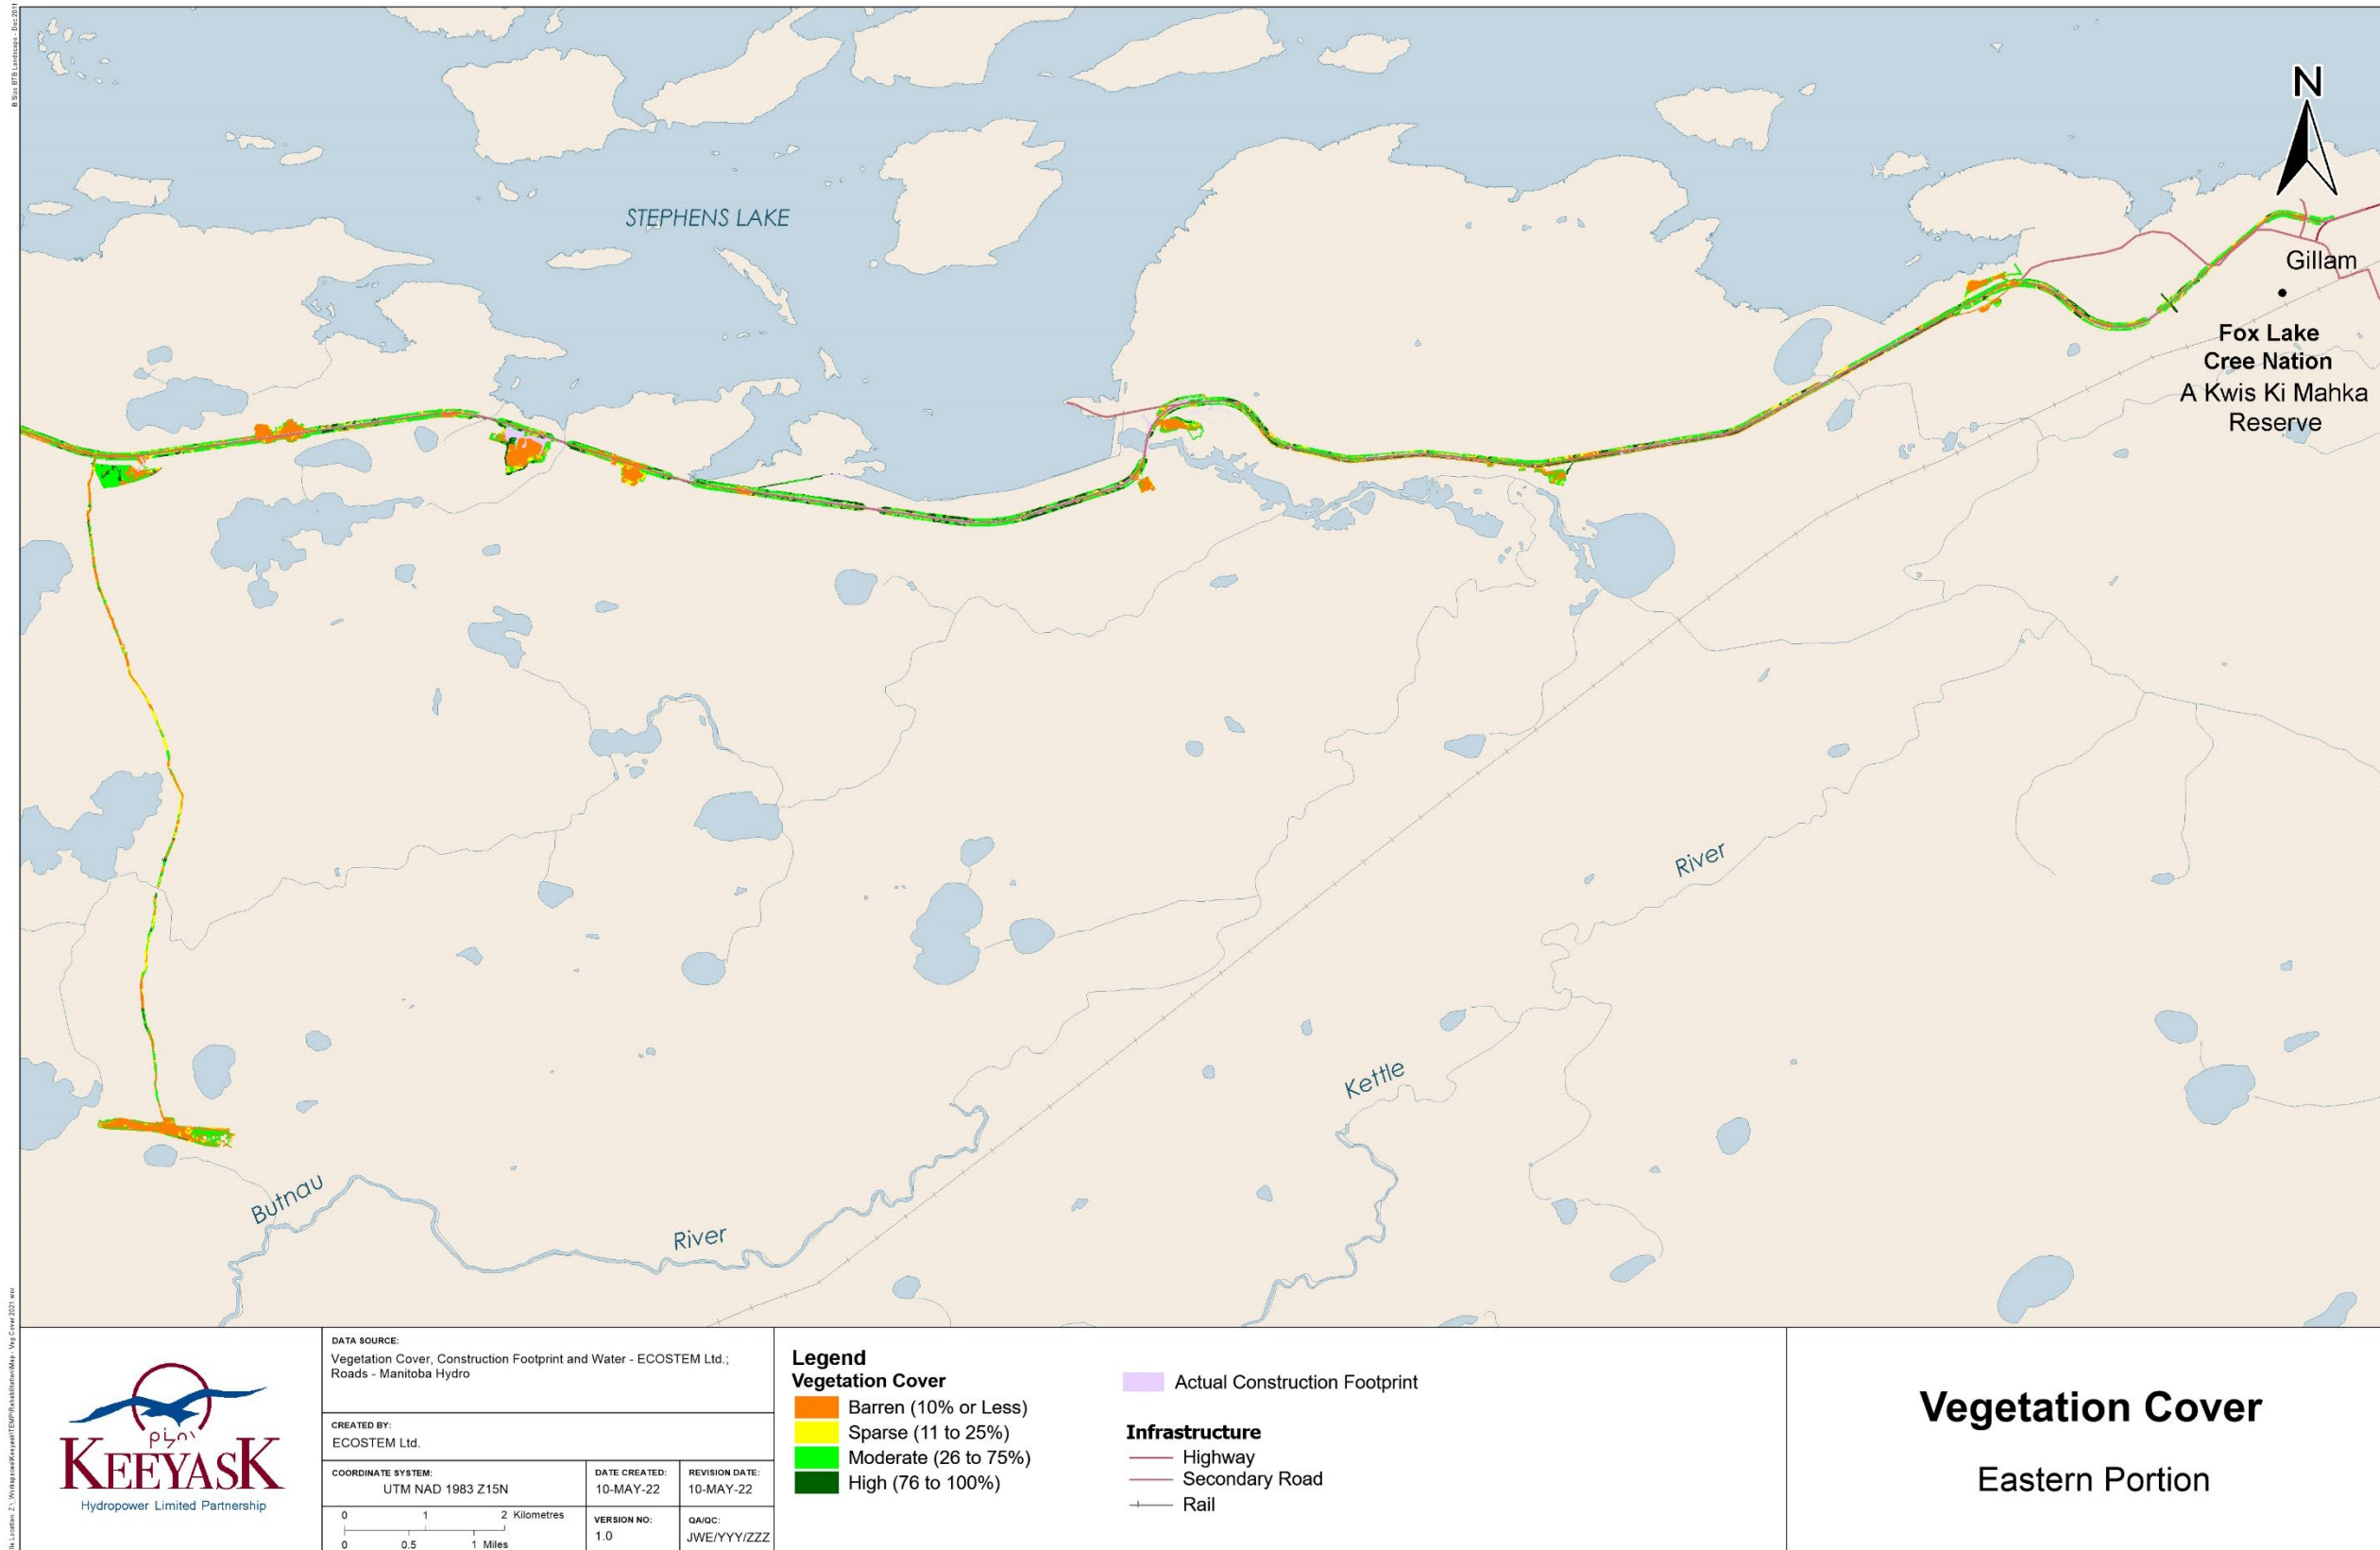 B Size BTB Landscape - Dec 2011
N
STEPHENS LAKE
Gillam
Fox Lake
Cree Nation
A Kwis Ki Mahka
Reserve
River
Kettle
Butnau
River
KEEYASK
Hydropower Limited Partnership
DATA SOURCE:
Vegetation Cover, Construction Footprint and Water - ECOSTEM Ltd.;
Roads - Manitoba Hydro
CREATED BY:
ECOSTEM Ltd.
COORDINATE SYSTEM:
UTM NAD 1983 Z15N
DATE CREATED:
10-MAY-22
REVISION DATE:
10-MAY-22
0 1 2 Kilometres
0 0.5 1 Miles
VERSION NO:
1.0
QA/QC:
JWE/YYY/ZZZ
Legend
Vegetation Cover
Barren (10% or Less)
Sparse (11 to 25%)
Moderate (26 to 75%)
High (76 to 100%)
Actual Construction Footprint
Infrastructure
Highway
Secondary Road
Rail
Vegetation Cover
Eastern Portion